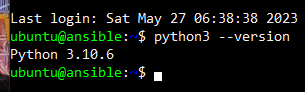 Last login: Sat May 27 06:38:38 2023
ubuntu@ansible:~$ python3 --version
Python 3.10.6
ubuntu@ansible:~$